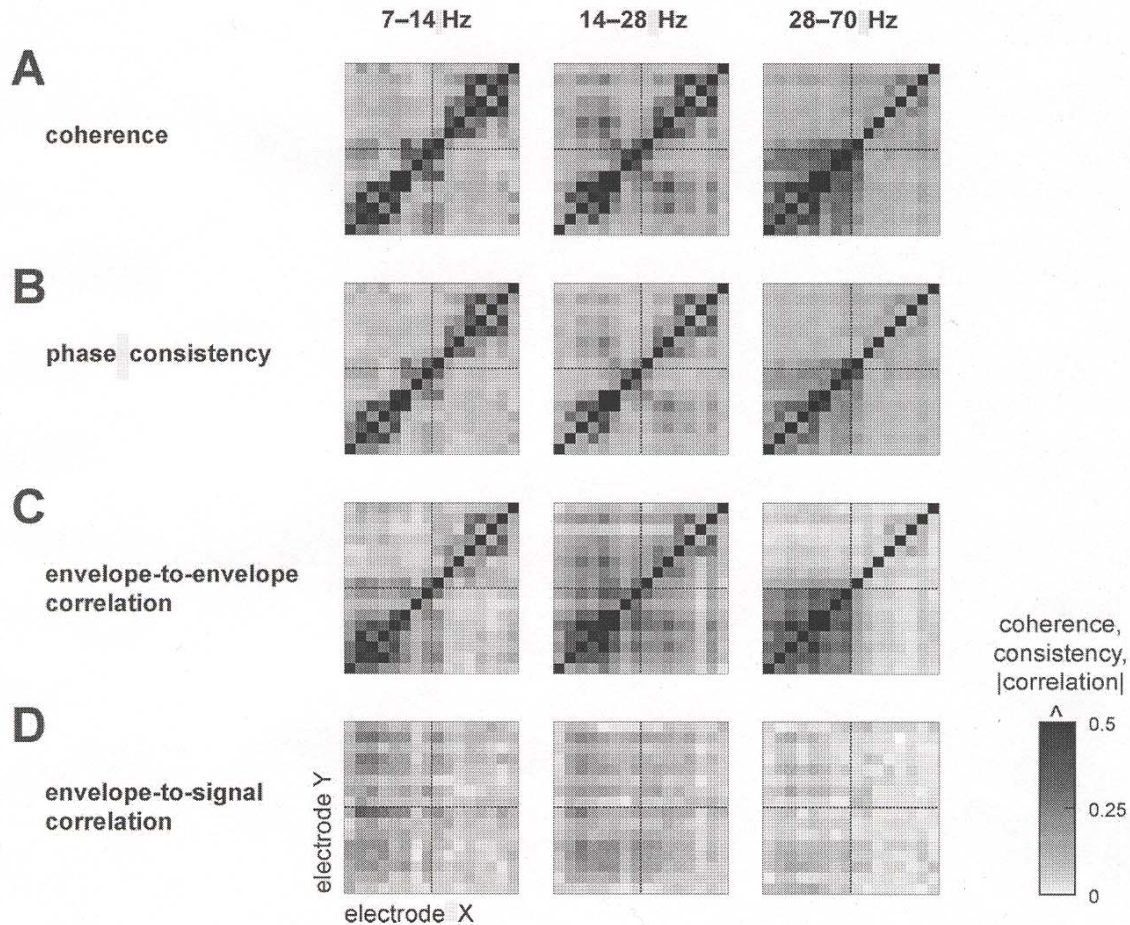 7–14 Hz
14–28 Hz
28–70 Hz
A
coherence
B
phase consistency
C
envelope-to-envelope
correlation
D
envelope-to-signal
correlation
electrode Y
electrode X
coherence,
consistency,
|correlation|
^
0.5
0.25
0